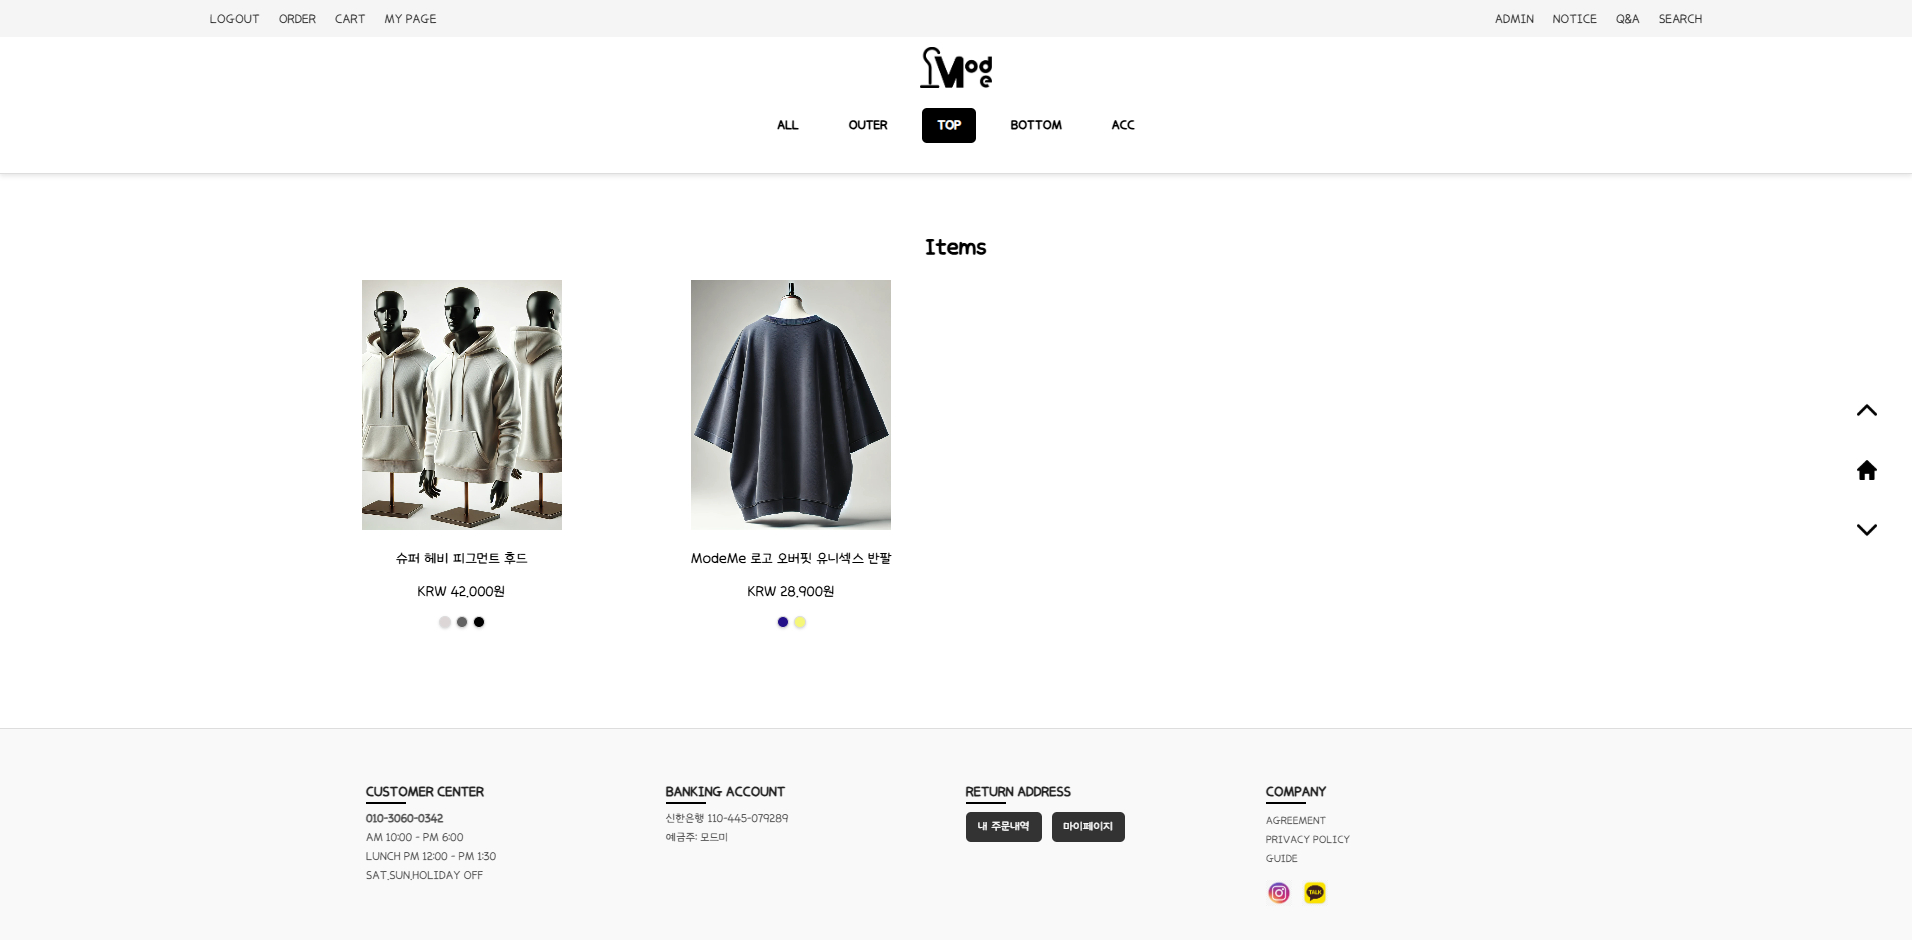 LOGOUT ORDER CART MY PAGE ADMIN NOTICE Q&A SEARCH
Mode
ALL OUTER TOP BOTTOM ACC
Items
슈퍼 헤비 피그먼트 후드
KRW 42,000원
ModeMe 로고 오버핏 유니섹스 반팔
KRW 28,900원
CUSTOMER CENTER
010-3060-0342
AM 10:00 - PM 6:00
LUNCH PM 12:00 - PM 1:30
SAT,SUN,HOLIDAY OFF
BANKING ACCOUNT
신한은행 110-445-079289
예금주: 모드미
RETURN ADDRESS
내 주문내역 마이페이지
COMPANY
AGREEMENT
PRIVACY POLICY
GUIDE
TALK